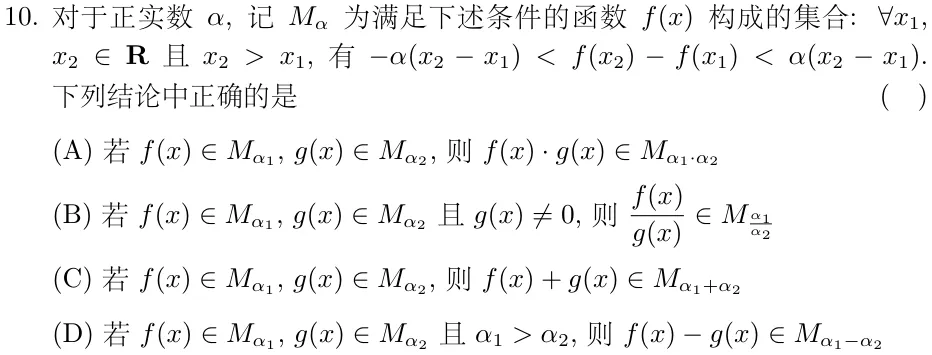 10. 对于正实数 α, 记 M_α 为满足下述条件的函数 f(x) 构成的集合: ∀x₁,
x₂ ∈ R 且 x₂ > x₁, 有 −α(x₂ − x₁) < f(x₂) − f(x₁) < α(x₂ − x₁).
下列结论中正确的是 ( )
(A) 若 f(x) ∈ M_{α₁}, g(x) ∈ M_{α₂}, 则 f(x) · g(x) ∈ M_{α₁·α₂}
(B) 若 f(x) ∈ M_{α₁}, g(x) ∈ M_{α₂} 且 g(x) ≠ 0, 则 \frac{f(x)}{g(x)} ∈ M_{\frac{α₁}{α₂}}
(C) 若 f(x) ∈ M_{α₁}, g(x) ∈ M_{α₂}, 则 f(x) + g(x) ∈ M_{α₁+α₂}
(D) 若 f(x) ∈ M_{α₁}, g(x) ∈ M_{α₂} 且 α₁ > α₂, 则 f(x) − g(x) ∈ M_{α₁−α₂}